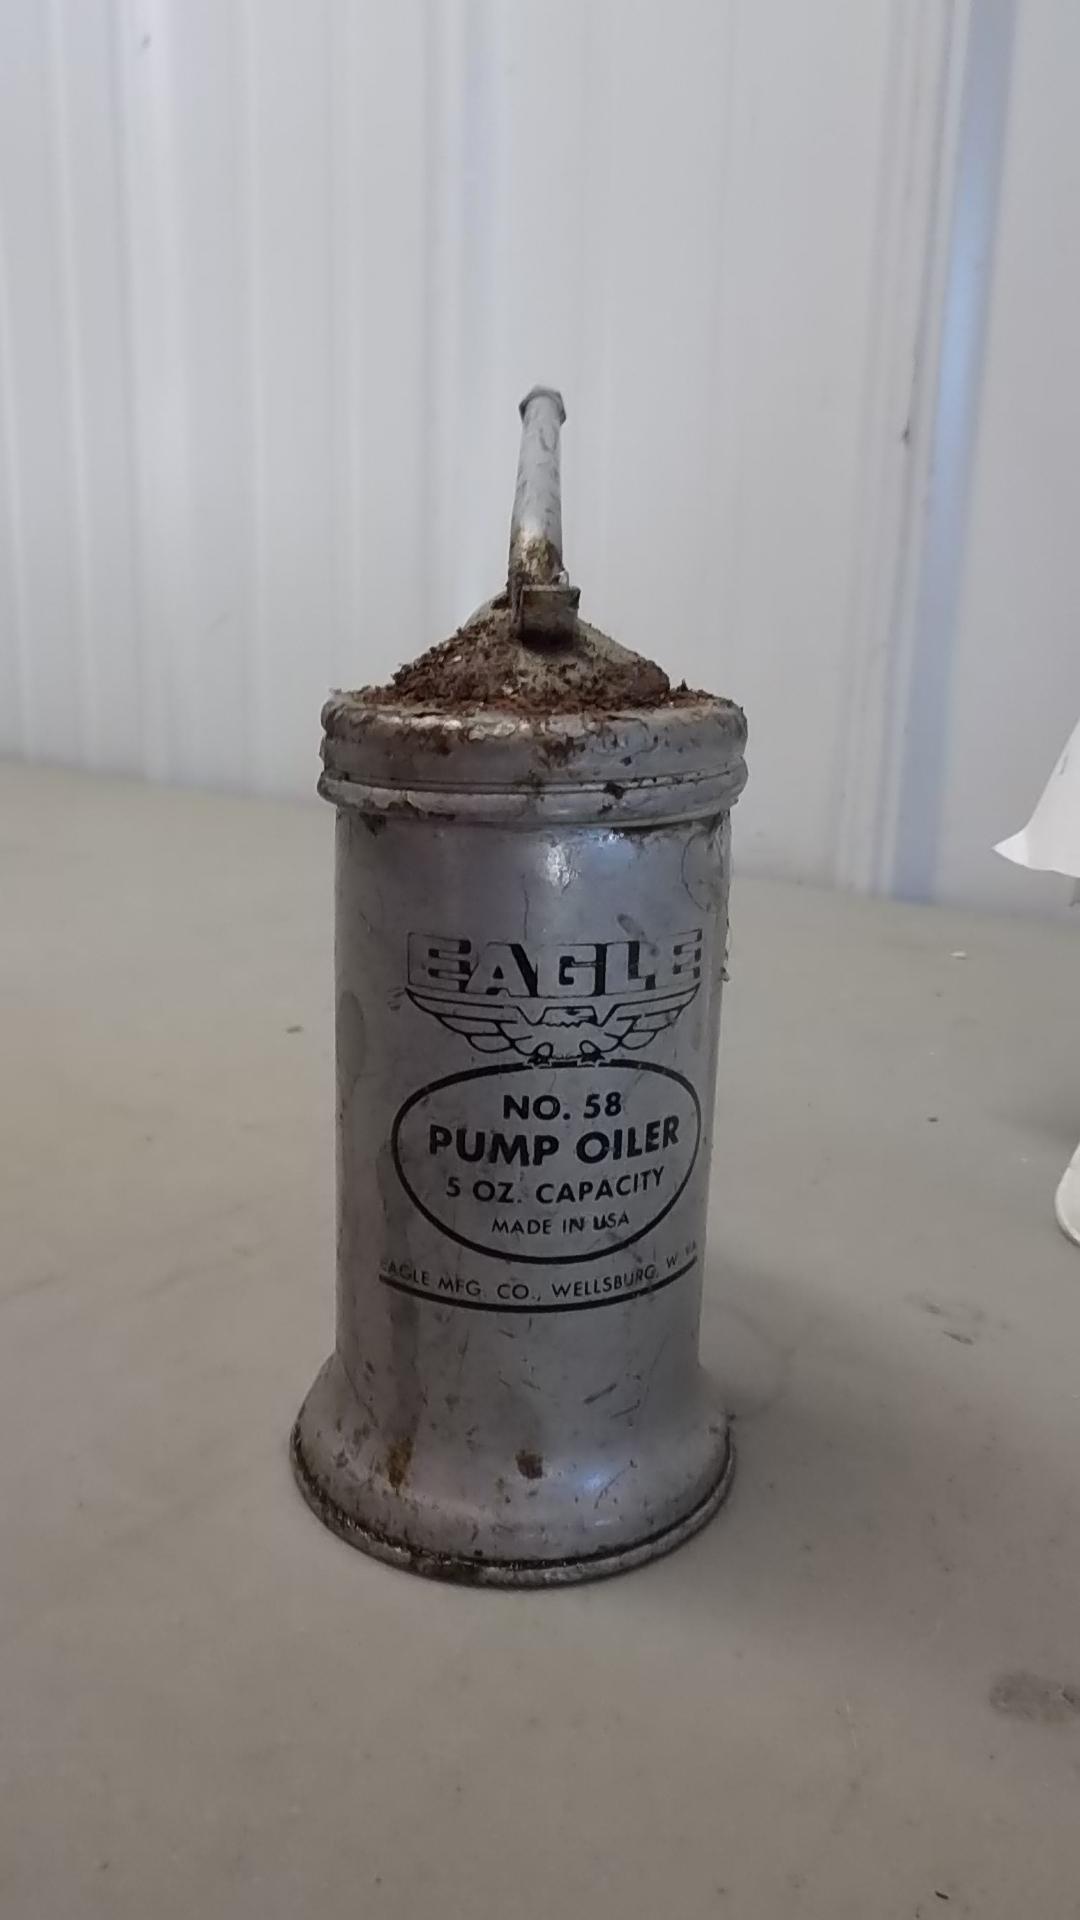 EAGLE
NO. 58
PUMP OILER
5 OZ. CAPACITY
MADE IN USA
EAGLE MFG. CO., WELLSBURG, W. VA.